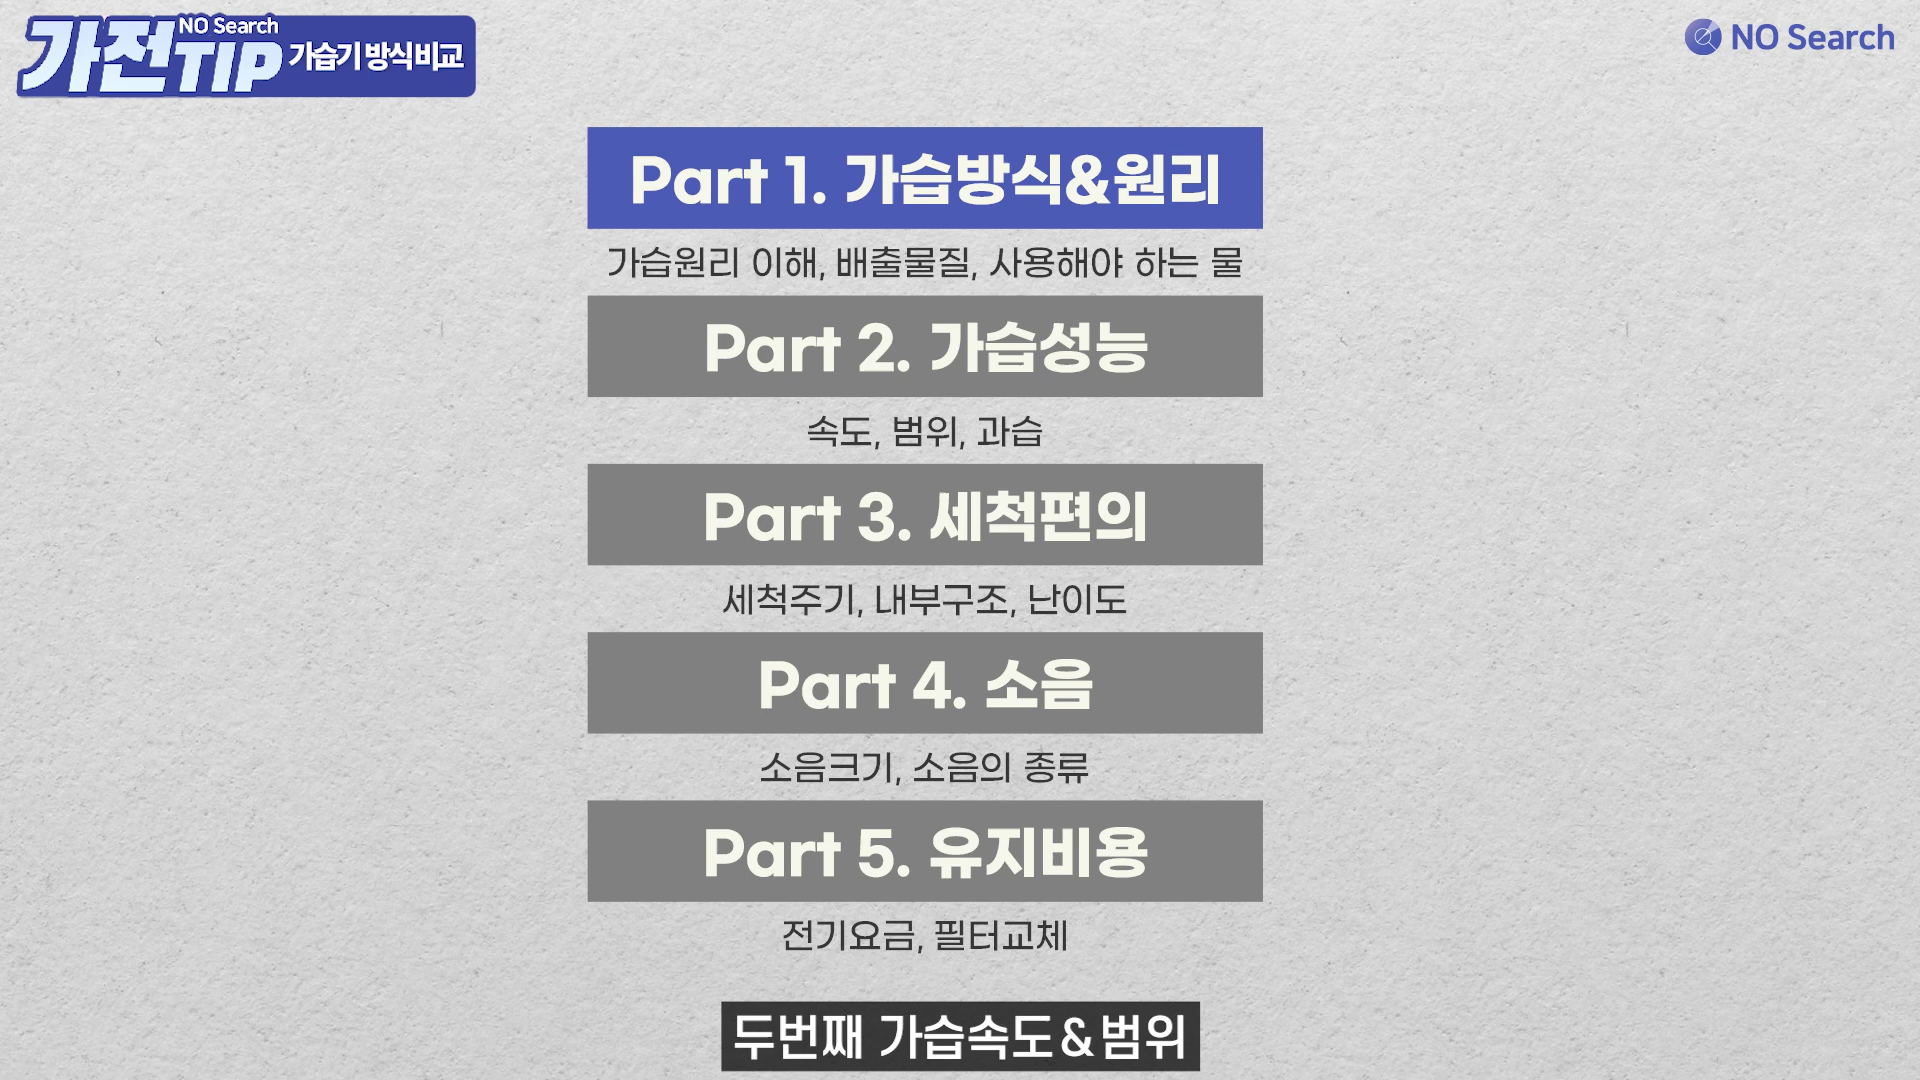 가전TIP
NO Search
가습기 방식비교
NO Search
Part 1. 가습방식&원리
가습원리 이해, 배출물질, 사용해야 하는 물
Part 2. 가습성능
속도, 범위, 과습
Part 3. 세척편의
세척주기, 내부구조, 난이도
Part 4. 소음
소음크기, 소음의 종류
Part 5. 유지비용
전기요금, 필터교체
두번째 가습속도&범위